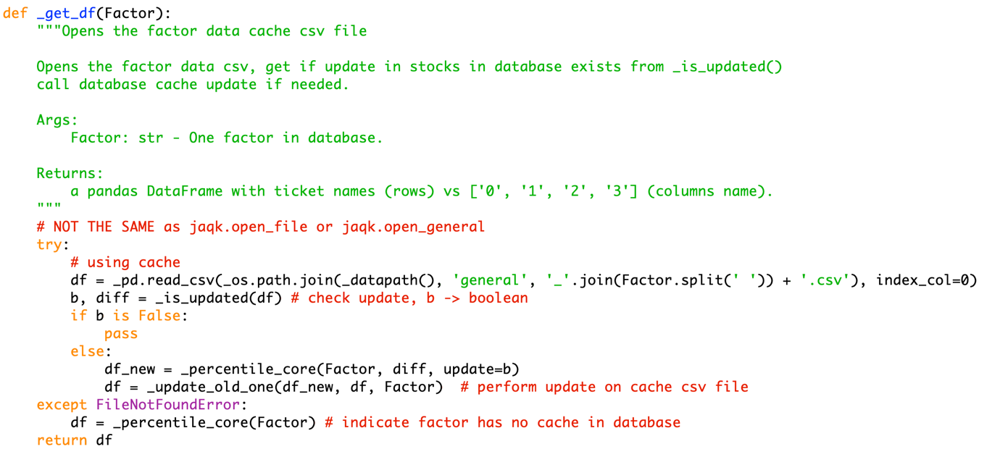 def _get_df(Factor):
    """Opens the factor data cache csv file

    Opens the factor data csv, get if update in stocks in database exists from _is_updated()
    call database cache update if needed.

    Args:
        Factor: str - One factor in database.

    Returns:
        a pandas DataFrame with ticket names (rows) vs ['0', '1', '2', '3'] (columns name).
    """
    # NOT THE SAME as jaqk.open_file or jaqk.open_general
    try:
        # using cache
        df = _pd.read_csv(_os.path.join(_datapath(), 'general', '_'.join(Factor.split(' ')) + '.csv'), index_col=0)
        b, diff = _is_updated(df) # check update, b -> boolean
        if b is False:
            pass
        else:
            df_new = _percentile_core(Factor, diff, update=b)
            df = _update_old_one(df_new, df, Factor)  # perform update on cache csv file
    except FileNotFoundError:
        df = _percentile_core(Factor) # indicate factor has no cache in database
    return df